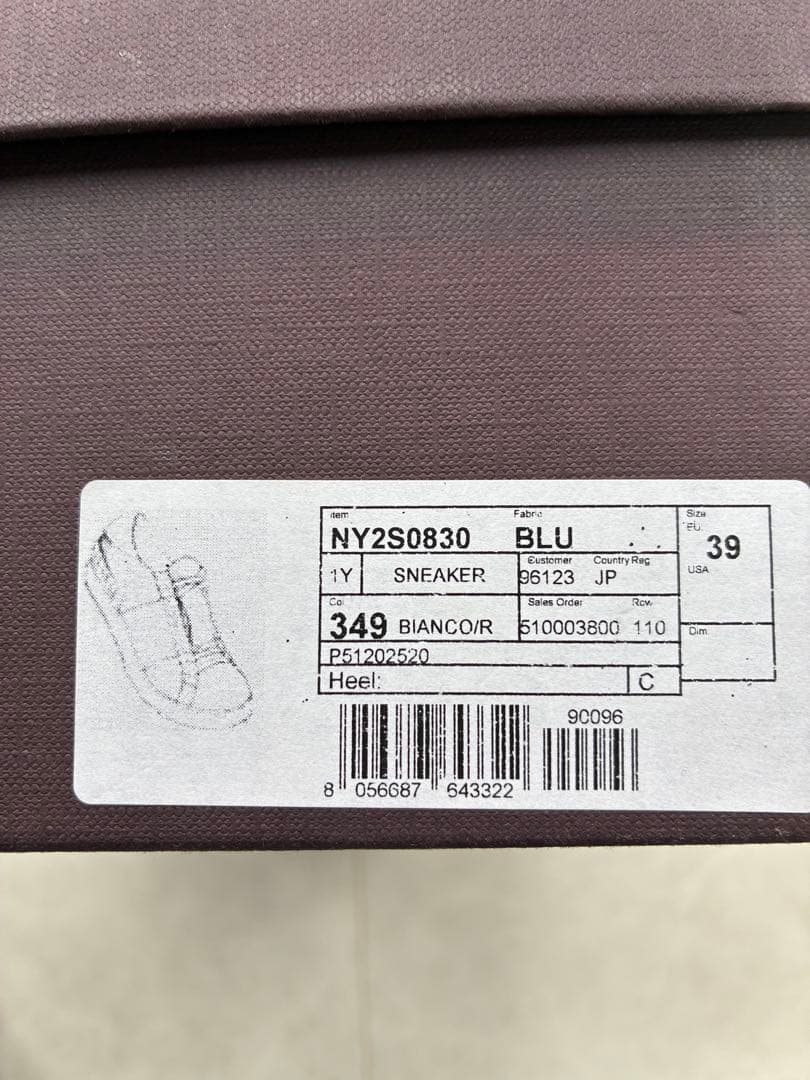 Item Fabric
NY2S0830 BLU
1Y SNEAKER
Customer Country Reg
96123 JP
Col
349 BIANCO/R
Sales Order Row
510003800 110
P51202520
Heel: C
Size
EU
39
USA
Dim
8 056687 643322
90096